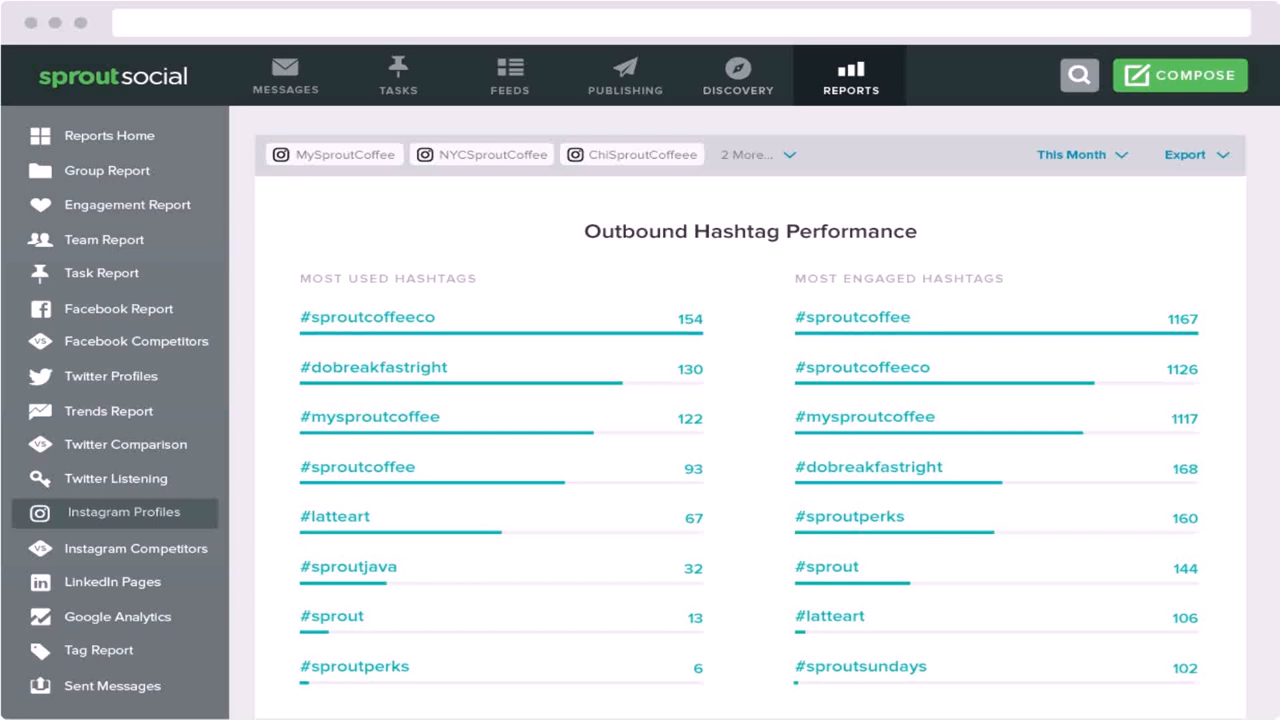 sproutsocial
MESSAGES
TASKS
FEEDS
PUBLISHING
DISCOVERY
REPORTS
COMPOSE
Reports Home
Group Report
Engagement Report
Team Report
Task Report
Facebook Report
VS Facebook Competitors
Twitter Profiles
Trends Report
VS Twitter Comparison
Twitter Listening
Instagram Profiles
VS Instagram Competitors
in LinkedIn Pages
Google Analytics
Tag Report
Sent Messages
MySproutCoffee NYCSproutCoffee ChiSproutCoffeee 2 More... This Month Export
Outbound Hashtag Performance
MOST USED HASHTAGS
#sproutcoffeeco 154
#dobreakfastright 130
#mysproutcoffee 122
#sproutcoffee 93
#latteart 67
#sproutjava 32
#sprout 13
#sproutperks 6
MOST ENGAGED HASHTAGS
#sproutcoffee 1167
#sproutcoffeeco 1126
#mysproutcoffee 1117
#dobreakfastright 168
#sproutperks 160
#sprout 144
#latteart 106
#sproutsundays 102